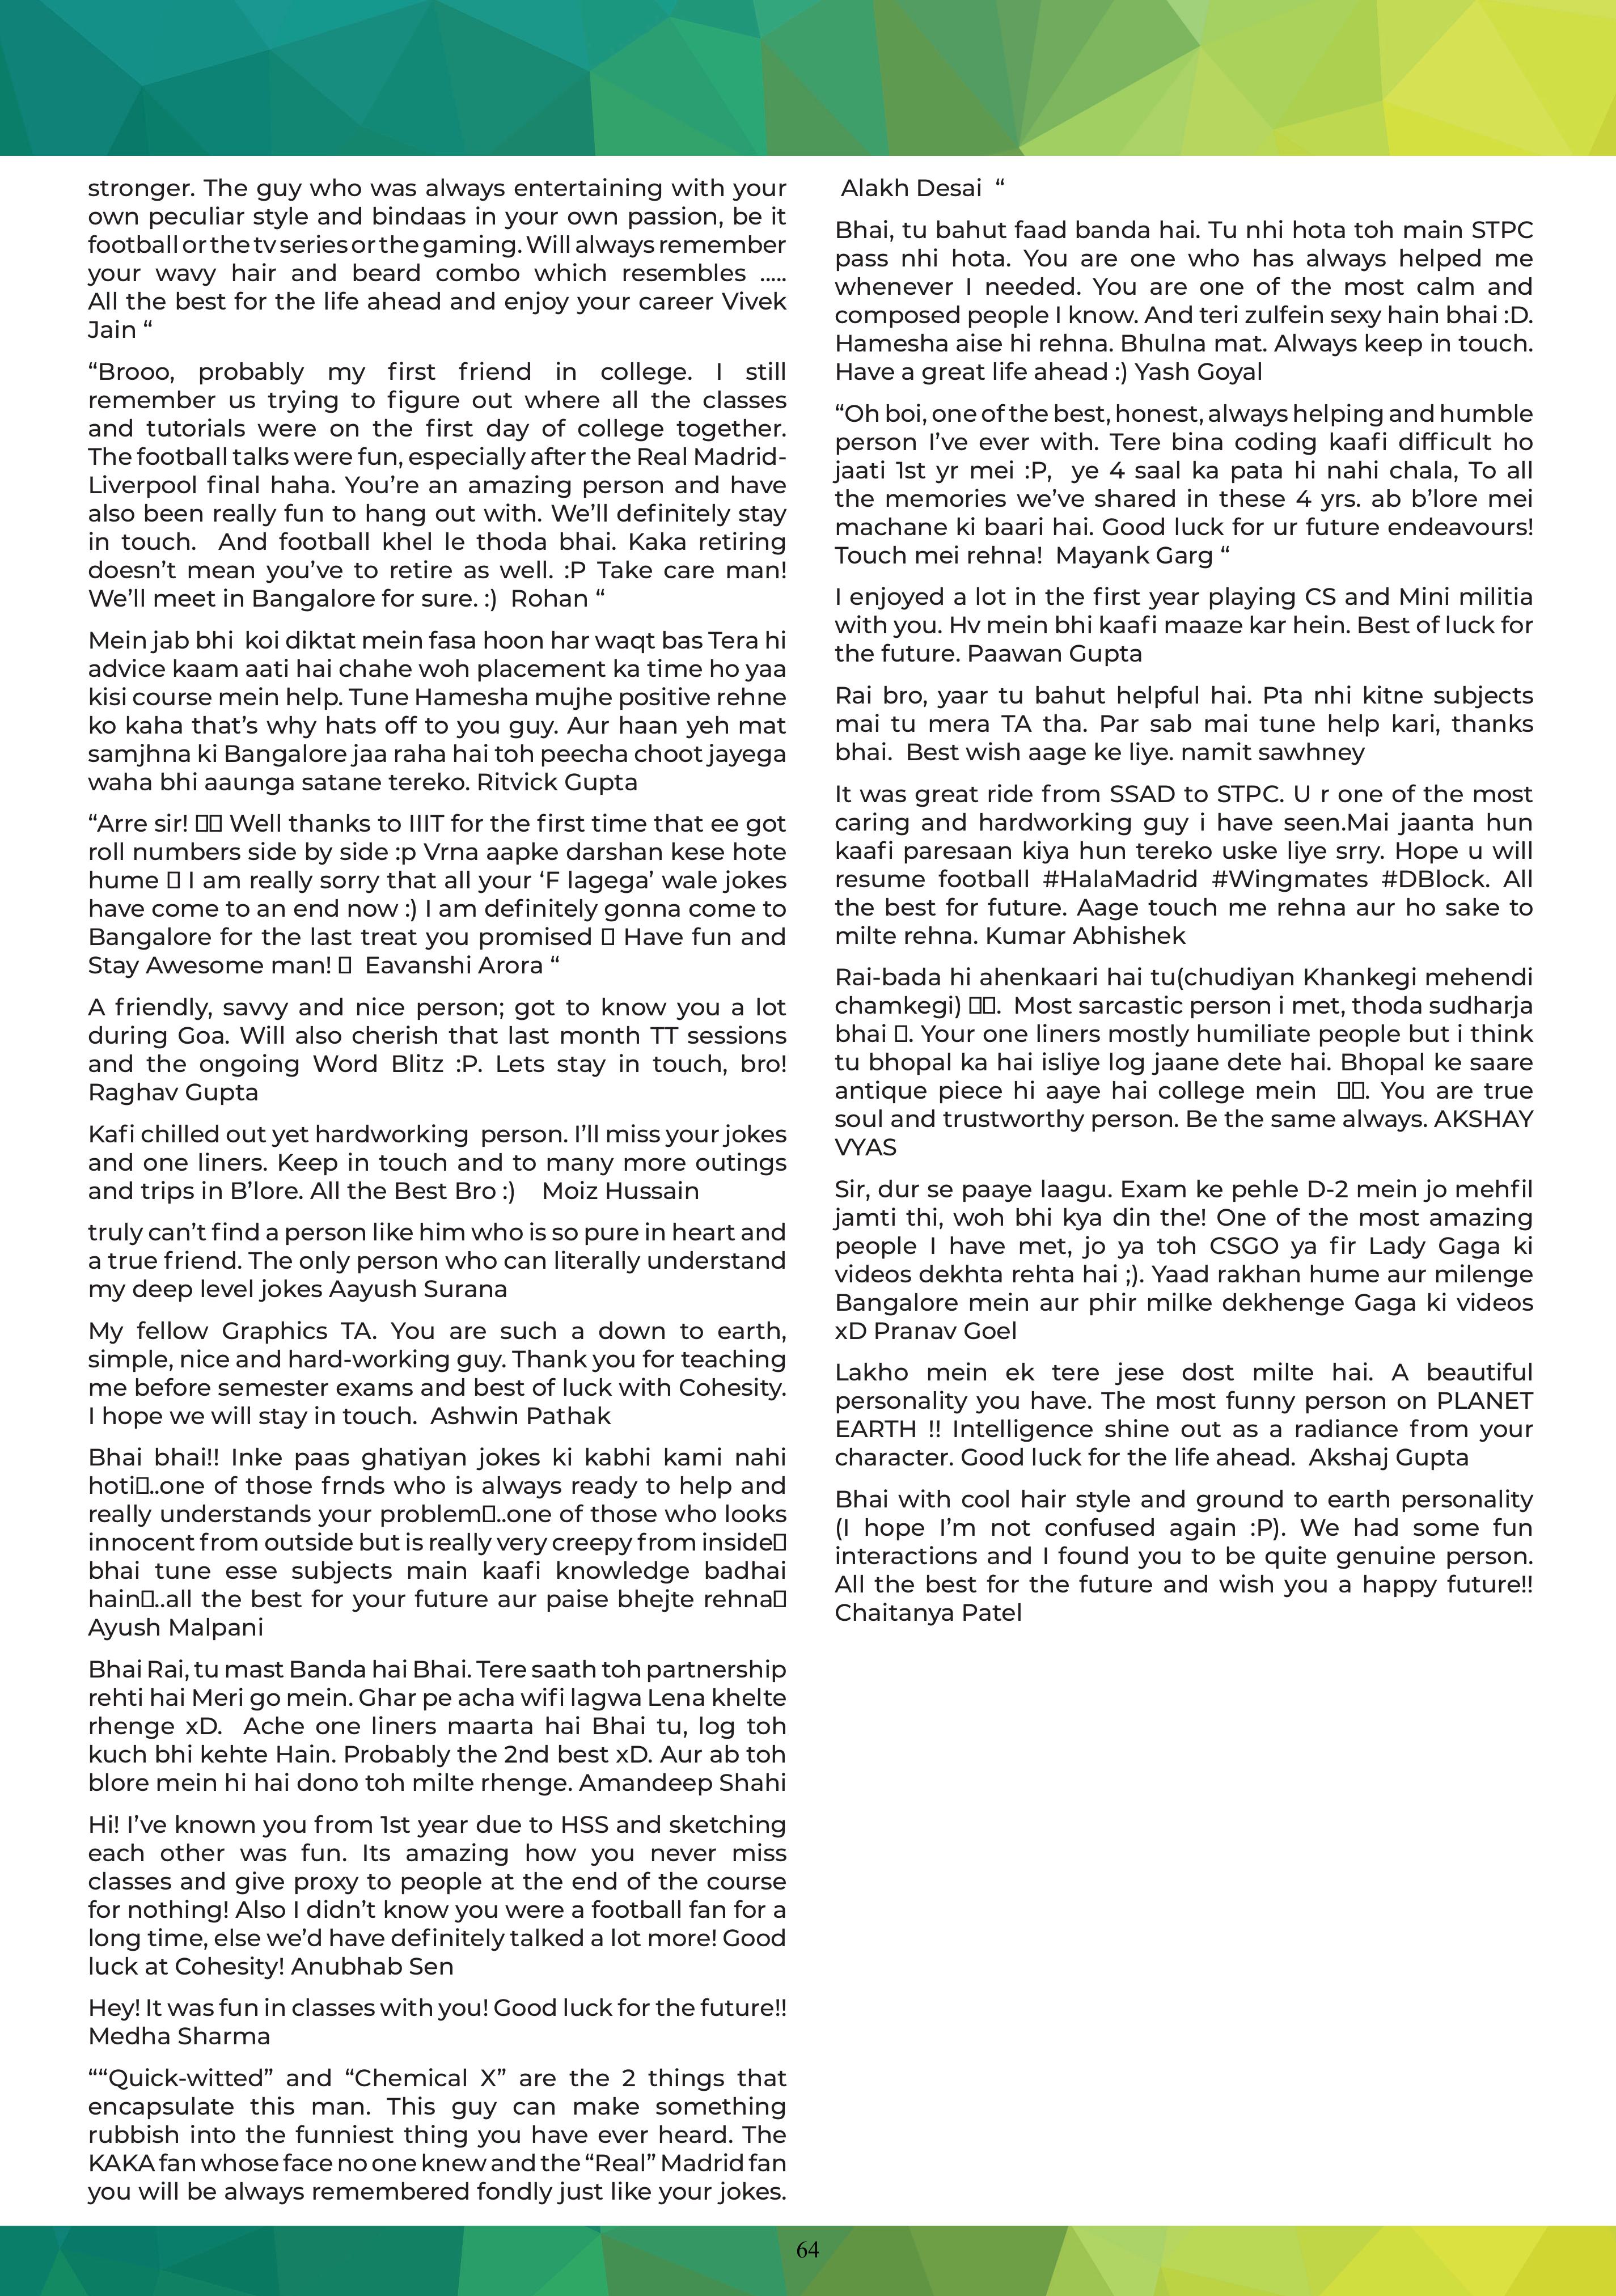 stronger. The guy who was always entertaining with your
own peculiar style and bindaas in your own passion, be it
football or the tv series or the gaming. Will always remember
your wavy hair and beard combo which resembles .....
All the best for the life ahead and enjoy your career Vivek
Jain “
“Brooo, probably my first friend in college. I still
remember us trying to figure out where all the classes
and tutorials were on the first day of college together.
The football talks were fun, especially after the Real Madrid-
Liverpool final haha. You’re an amazing person and have
also been really fun to hang out with. We’ll definitely stay
in touch.  And football khel le thoda bhai. Kaka retiring
doesn’t mean you’ve to retire as well. :P Take care man!
We’ll meet in Bangalore for sure. :)  Rohan “
Mein jab bhi  koi diktat mein fasa hoon har waqt bas Tera hi
advice kaam aati hai chahe woh placement ka time ho yaa
kisi course mein help. Tune Hamesha mujhe positive rehne
ko kaha that’s why hats off to you guy. Aur haan yeh mat
samjhna ki Bangalore jaa raha hai toh peecha choot jayega
waha bhi aaunga satane tereko. Ritvick Gupta
“Arre sir! 􀀀􀀀 Well thanks to IIIT for the first time that ee got
roll numbers side by side :p Vrna aapke darshan kese hote
hume 􀀀 I am really sorry that all your ‘F lagega’ wale jokes
have come to an end now :) I am definitely gonna come to
Bangalore for the last treat you promised 􀀀 Have fun and
Stay Awesome man! 􀀀  Eavanshi Arora “
A friendly, savvy and nice person; got to know you a lot
during Goa. Will also cherish that last month TT sessions
and the ongoing Word Blitz :P. Lets stay in touch, bro!
Raghav Gupta
Kafi chilled out yet hardworking  person. I’ll miss your jokes
and one liners. Keep in touch and to many more outings
and trips in B’lore. All the Best Bro :)    Moiz Hussain
truly can’t find a person like him who is so pure in heart and
a true friend. The only person who can literally understand
my deep level jokes Aayush Surana
My fellow Graphics TA. You are such a down to earth,
simple, nice and hard-working guy. Thank you for teaching
me before semester exams and best of luck with Cohesity.
I hope we will stay in touch.  Ashwin Pathak
Bhai bhai!! Inke paas ghatiyan jokes ki kabhi kami nahi
hoti􀀀..one of those frnds who is always ready to help and
really understands your problem􀀀..one of those who looks
innocent from outside but is really very creepy from inside􀀀
bhai tune esse subjects main kaafi knowledge badhai
hain􀀀..all the best for your future aur paise bhejte rehna􀀀
Ayush Malpani
Bhai Rai, tu mast Banda hai Bhai. Tere saath toh partnership
rehti hai Meri go mein. Ghar pe acha wifi lagwa Lena khelte
rhenge xD.  Ache one liners maarta hai Bhai tu, log toh
kuch bhi kehte Hain. Probably the 2nd best xD. Aur ab toh
blore mein hi hai dono toh milte rhenge. Amandeep Shahi
Hi! I’ve known you from 1st year due to HSS and sketching
each other was fun. Its amazing how you never miss
classes and give proxy to people at the end of the course
for nothing! Also I didn’t know you were a football fan for a
long time, else we’d have definitely talked a lot more! Good
luck at Cohesity! Anubhab Sen
Hey! It was fun in classes with you! Good luck for the future!!
Medha Sharma
““Quick-witted” and “Chemical X” are the 2 things that
encapsulate this man. This guy can make something
rubbish into the funniest thing you have ever heard. The
KAKA fan whose face no one knew and the “Real” Madrid fan
you will be always remembered fondly just like your jokes.
Alakh Desai  “
Bhai, tu bahut faad banda hai. Tu nhi hota toh main STPC
pass nhi hota. You are one who has always helped me
whenever I needed. You are one of the most calm and
composed people I know. And teri zulfein sexy hain bhai :D.
Hamesha aise hi rehna. Bhulna mat. Always keep in touch.
Have a great life ahead :) Yash Goyal
“Oh boi, one of the best, honest, always helping and humble
person I’ve ever with. Tere bina coding kaafi difficult ho
jaati 1st yr mei :P,  ye 4 saal ka pata hi nahi chala, To all
the memories we’ve shared in these 4 yrs. ab b’lore mei
machane ki baari hai. Good luck for ur future endeavours!
Touch mei rehna!  Mayank Garg “
I enjoyed a lot in the first year playing CS and Mini militia
with you. Hv mein bhi kaafi maaze kar hein. Best of luck for
the future. Paawan Gupta
Rai bro, yaar tu bahut helpful hai. Pta nhi kitne subjects
mai tu mera TA tha. Par sab mai tune help kari, thanks
bhai.  Best wish aage ke liye. namit sawhney
It was great ride from SSAD to STPC. U r one of the most
caring and hardworking guy i have seen.Mai jaanta hun
kaafi paresaan kiya hun tereko uske liye srry. Hope u will
resume football #HalaMadrid #Wingmates #DBlock. All
the best for future. Aage touch me rehna aur ho sake to
milte rehna. Kumar Abhishek
Rai-bada hi ahenkaari hai tu(chudiyan Khankegi mehendi
chamkegi) 􀀀􀀀.  Most sarcastic person i met, thoda sudharja
bhai 􀀀. Your one liners mostly humiliate people but i think
tu bhopal ka hai isliye log jaane dete hai. Bhopal ke saare
antique piece hi aaye hai college mein  􀀀􀀀. You are true
soul and trustworthy person. Be the same always. AKSHAY
VYAS
Sir, dur se paaye laagu. Exam ke pehle D-2 mein jo mehfil
jamti thi, woh bhi kya din the! One of the most amazing
people I have met, jo ya toh CSGO ya fir Lady Gaga ki
videos dekhta rehta hai ;). Yaad rakhan hume aur milenge
Bangalore mein aur phir milke dekhenge Gaga ki videos
xD Pranav Goel
Lakho mein ek tere jese dost milte hai. A beautiful
personality you have. The most funny person on PLANET
EARTH !! Intelligence shine out as a radiance from your
character. Good luck for the life ahead.  Akshaj Gupta
Bhai with cool hair style and ground to earth personality
(I hope I’m not confused again :P). We had some fun
interactions and I found you to be quite genuine person.
All the best for the future and wish you a happy future!!
Chaitanya Patel
64